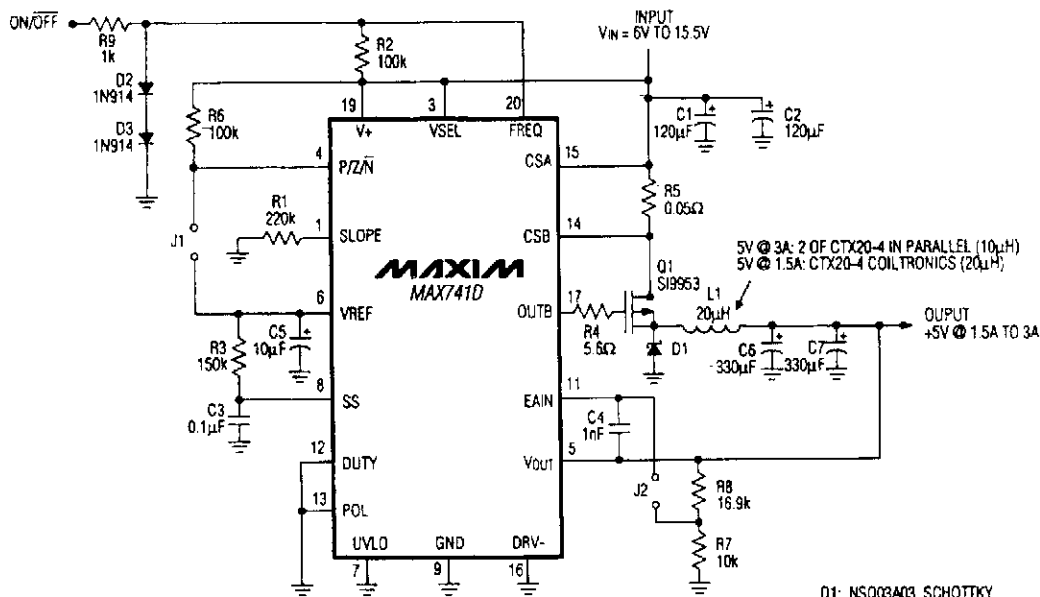 ON/OFF
R9
1k
D2
1N914
D3
1N914
R6
100k
R2
100k
INPUT
VIN = 6V TO 15.5V
C1
120µF
C2
120µF
19
V+
3
VSEL
20
FREQ
4
P/Z/N
15
CSA
R5
0.05Ω
R1
220k
1
SLOPE
14
CSB
J1
MAXIM
MAX741D
Q1
SI9953
5V @ 3A: 2 OF CTX20-4 IN PARALLEL (10µH)
5V @ 1.5A: CTX20-4 COILTRONICS (20µH)
6
VREF
17
OUTB
R4
5.6Ω
L1
20µH
D1
OUPUT
+5V @ 1.5A TO 3A
C6
330µF
C7
330µF
R3
150k
C5
10µF
8
SS
C3
0.1µF
11
EAIN
C4
1nF
12
DUTY
5
VOUT
13
POL
J2
R8
16.9k
R7
10k
UVLO
7
GND
9
DRV-
16
D1: NSQ03A03 SCHOTTKY